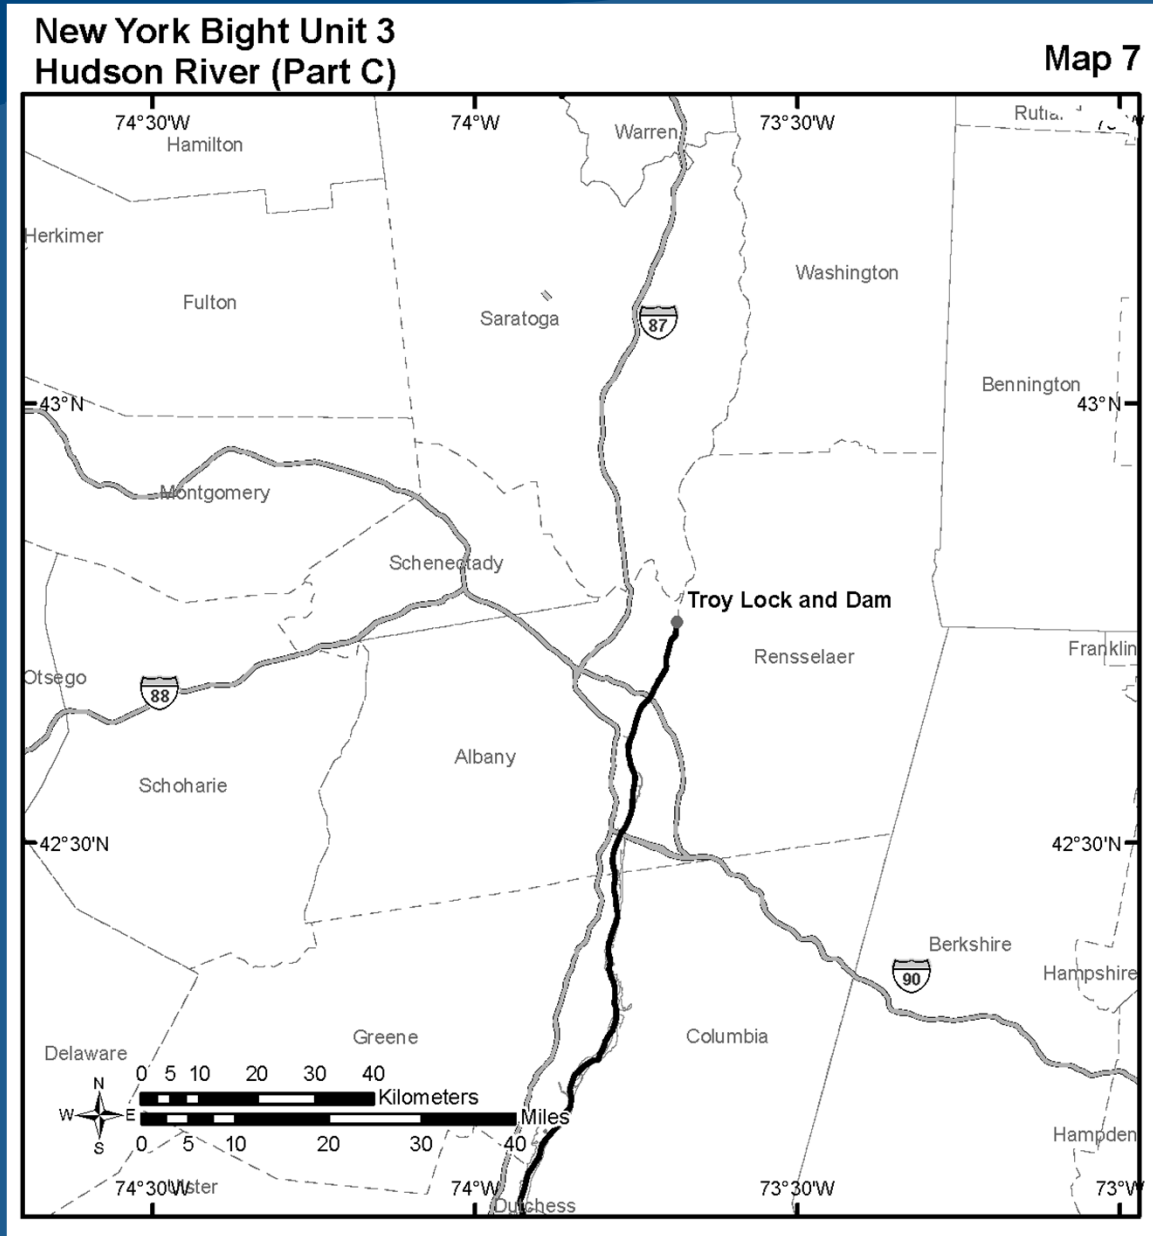 New York Bight Unit 3
Hudson River (Part C)
Map 7
74°30'W
74°W
73°30'W
Hamilton
Warren
Herkimer
Fulton
Saratoga
Washington
87
Bennington
43°N
43°N
Montgomery
Schenectady
Troy Lock and Dam
Rensselaer
Franklin
Otsego
88
Albany
Schoharie
42°30'N
42°30'N
Berkshire
90
Hampshire
Greene
Columbia
Delaware
0 5 10 20 30 40
Kilometers
N
W E
S
Miles
0 5 10 20 30 40
Hampden
74°30'W
Ulster
74°W
73°30'W
73°W
Dutchess